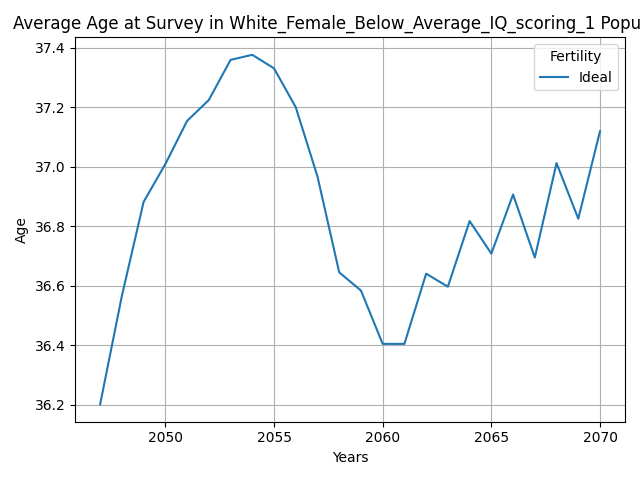 Average Age at Survey in White_Female_Below_Average_IQ_scoring_1 Popu
37.4
37.2
37.0
36.8
36.6
36.4
36.2
Age
Fertility
Ideal
2050 2055 2060 2065 2070
Years